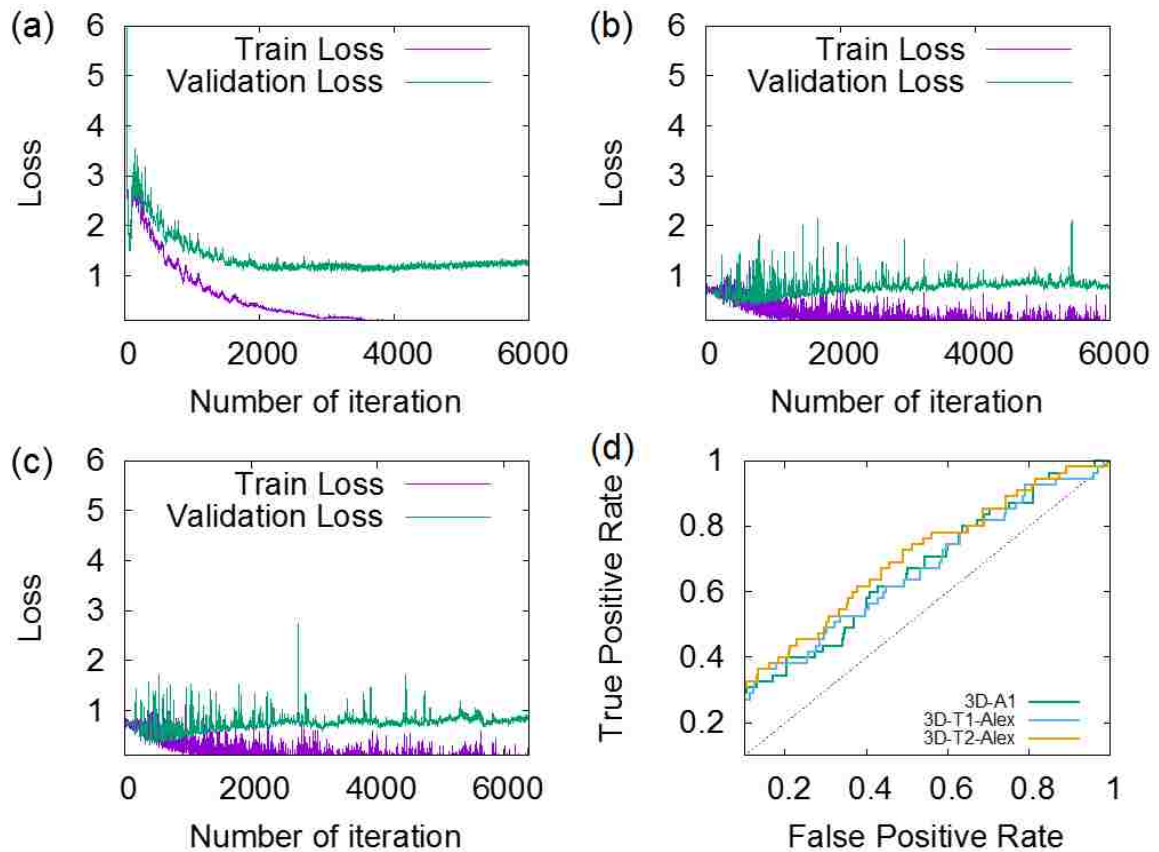 (a)
6
5
4
3
2
1
Loss
Train Loss
Validation Loss
0 2000 4000 6000
Number of iteration
(b)
6
5
4
3
2
1
Loss
Train Loss
Validation Loss
0 2000 4000 6000
Number of iteration
(c)
6
5
4
3
2
1
Loss
Train Loss
Validation Loss
0 2000 4000 6000
Number of iteration
(d)
1
0.8
0.6
0.4
0.2
True Positive Rate
3D-A1
3D-T1-Alex
3D-T2-Alex
0.2 0.4 0.6 0.8 1
False Positive Rate